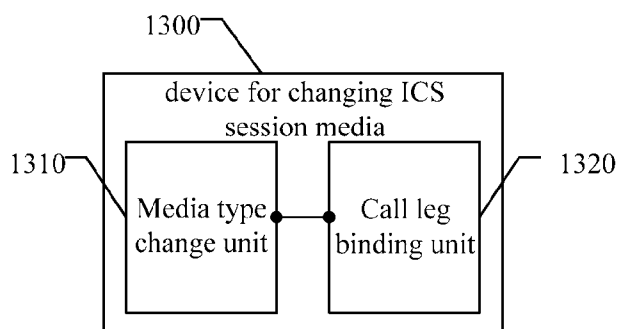 1300
device for changing ICS
session media
1310
1320
Media type
change unit
Call leg
binding unit